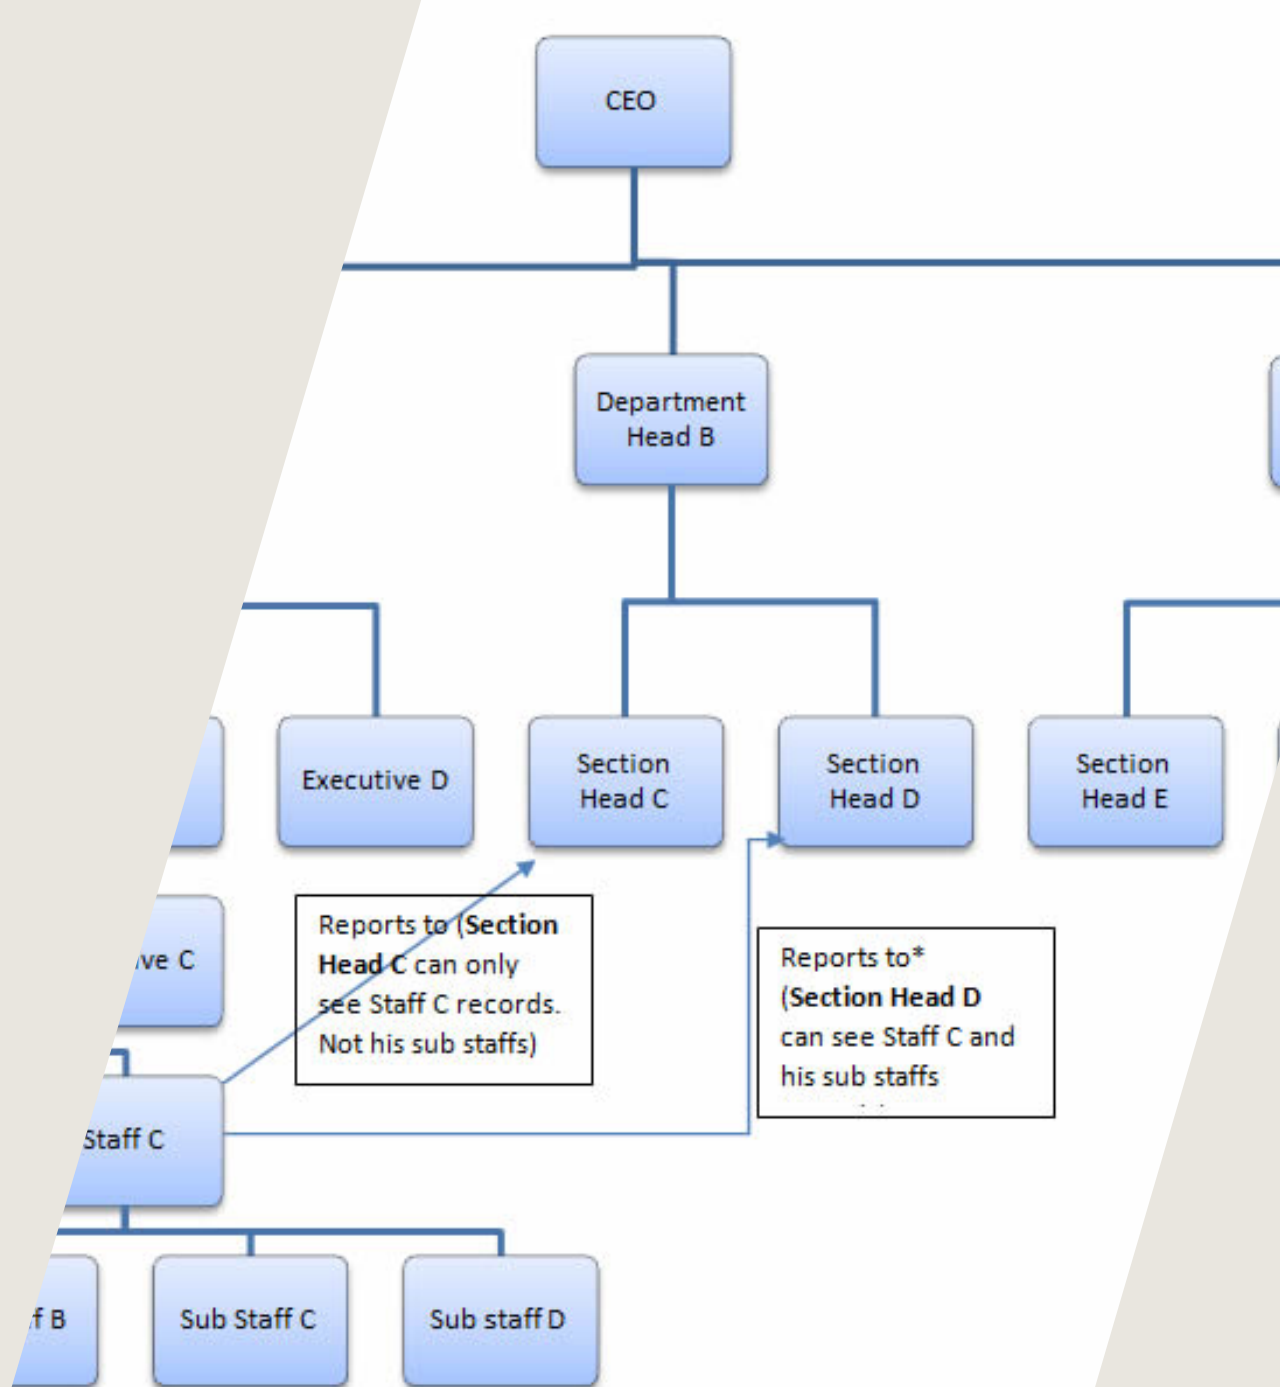 CEO
Department
Head B
Executive D
Section
Head C
Section
Head D
Section
Head E
Reports to (Section
Head C can only
see Staff C records.
Not his sub staffs)
Reports to*
(Section Head D
can see Staff C and
his sub staffs
ive C
Staff C
f B
Sub Staff C
Sub staff D